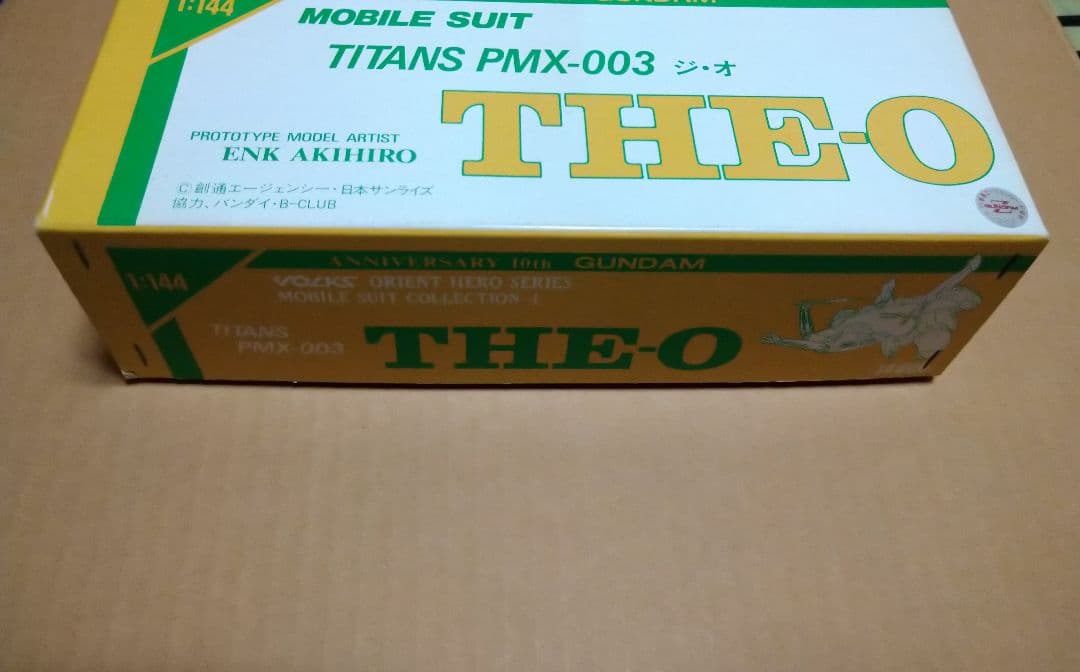 1:144
GUNDAM
MOBILE SUIT
TITANS PMX-003 ジ・オ
THE-O
PROTOTYPE MODEL ARTIST
ENK AKIHIRO
©創通エージェンシー・日本サンライズ
協力、バンダイ・B-CLUB
1:144
ANNIVERSARY 10th GUNDAM
VOLKS ORIENT HERO SERIES
MOBILE SUIT COLLECTION
TITANS
PMX-003
THE-O